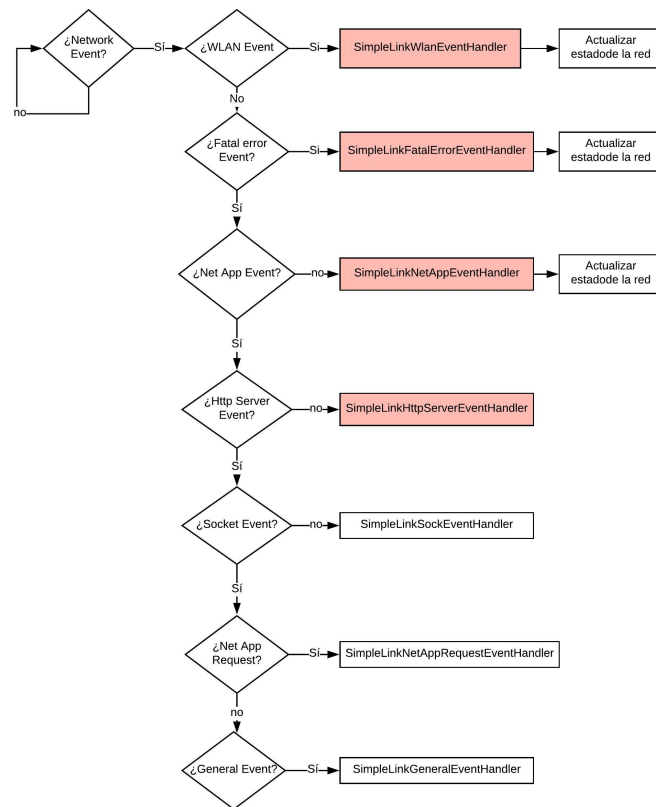 ¿Network
Event?
Sí
¿WLAN Event
Si
SimpleLinkWlanEventHandler
Actualizar
estadode la red
no
No
¿Fatal error
Event?
Si
SimpleLinkFatalErrorEventHandler
Actualizar
estadode la red
Sí
¿Net App Event?
no
SimpleLinkNetAppEventHandler
Actualizar
estadode la red
Sí
¿Http Server
Event?
no
SimpleLinkHttpServerEventHandler
Sí
¿Socket Event?
no
SimpleLinkSockEventHandler
Sí
¿Net App
Request?
Sí
SimpleLinkNetAppRequestEventHandler
no
¿General Event?
Sí
SimpleLinkGeneralEventHandler